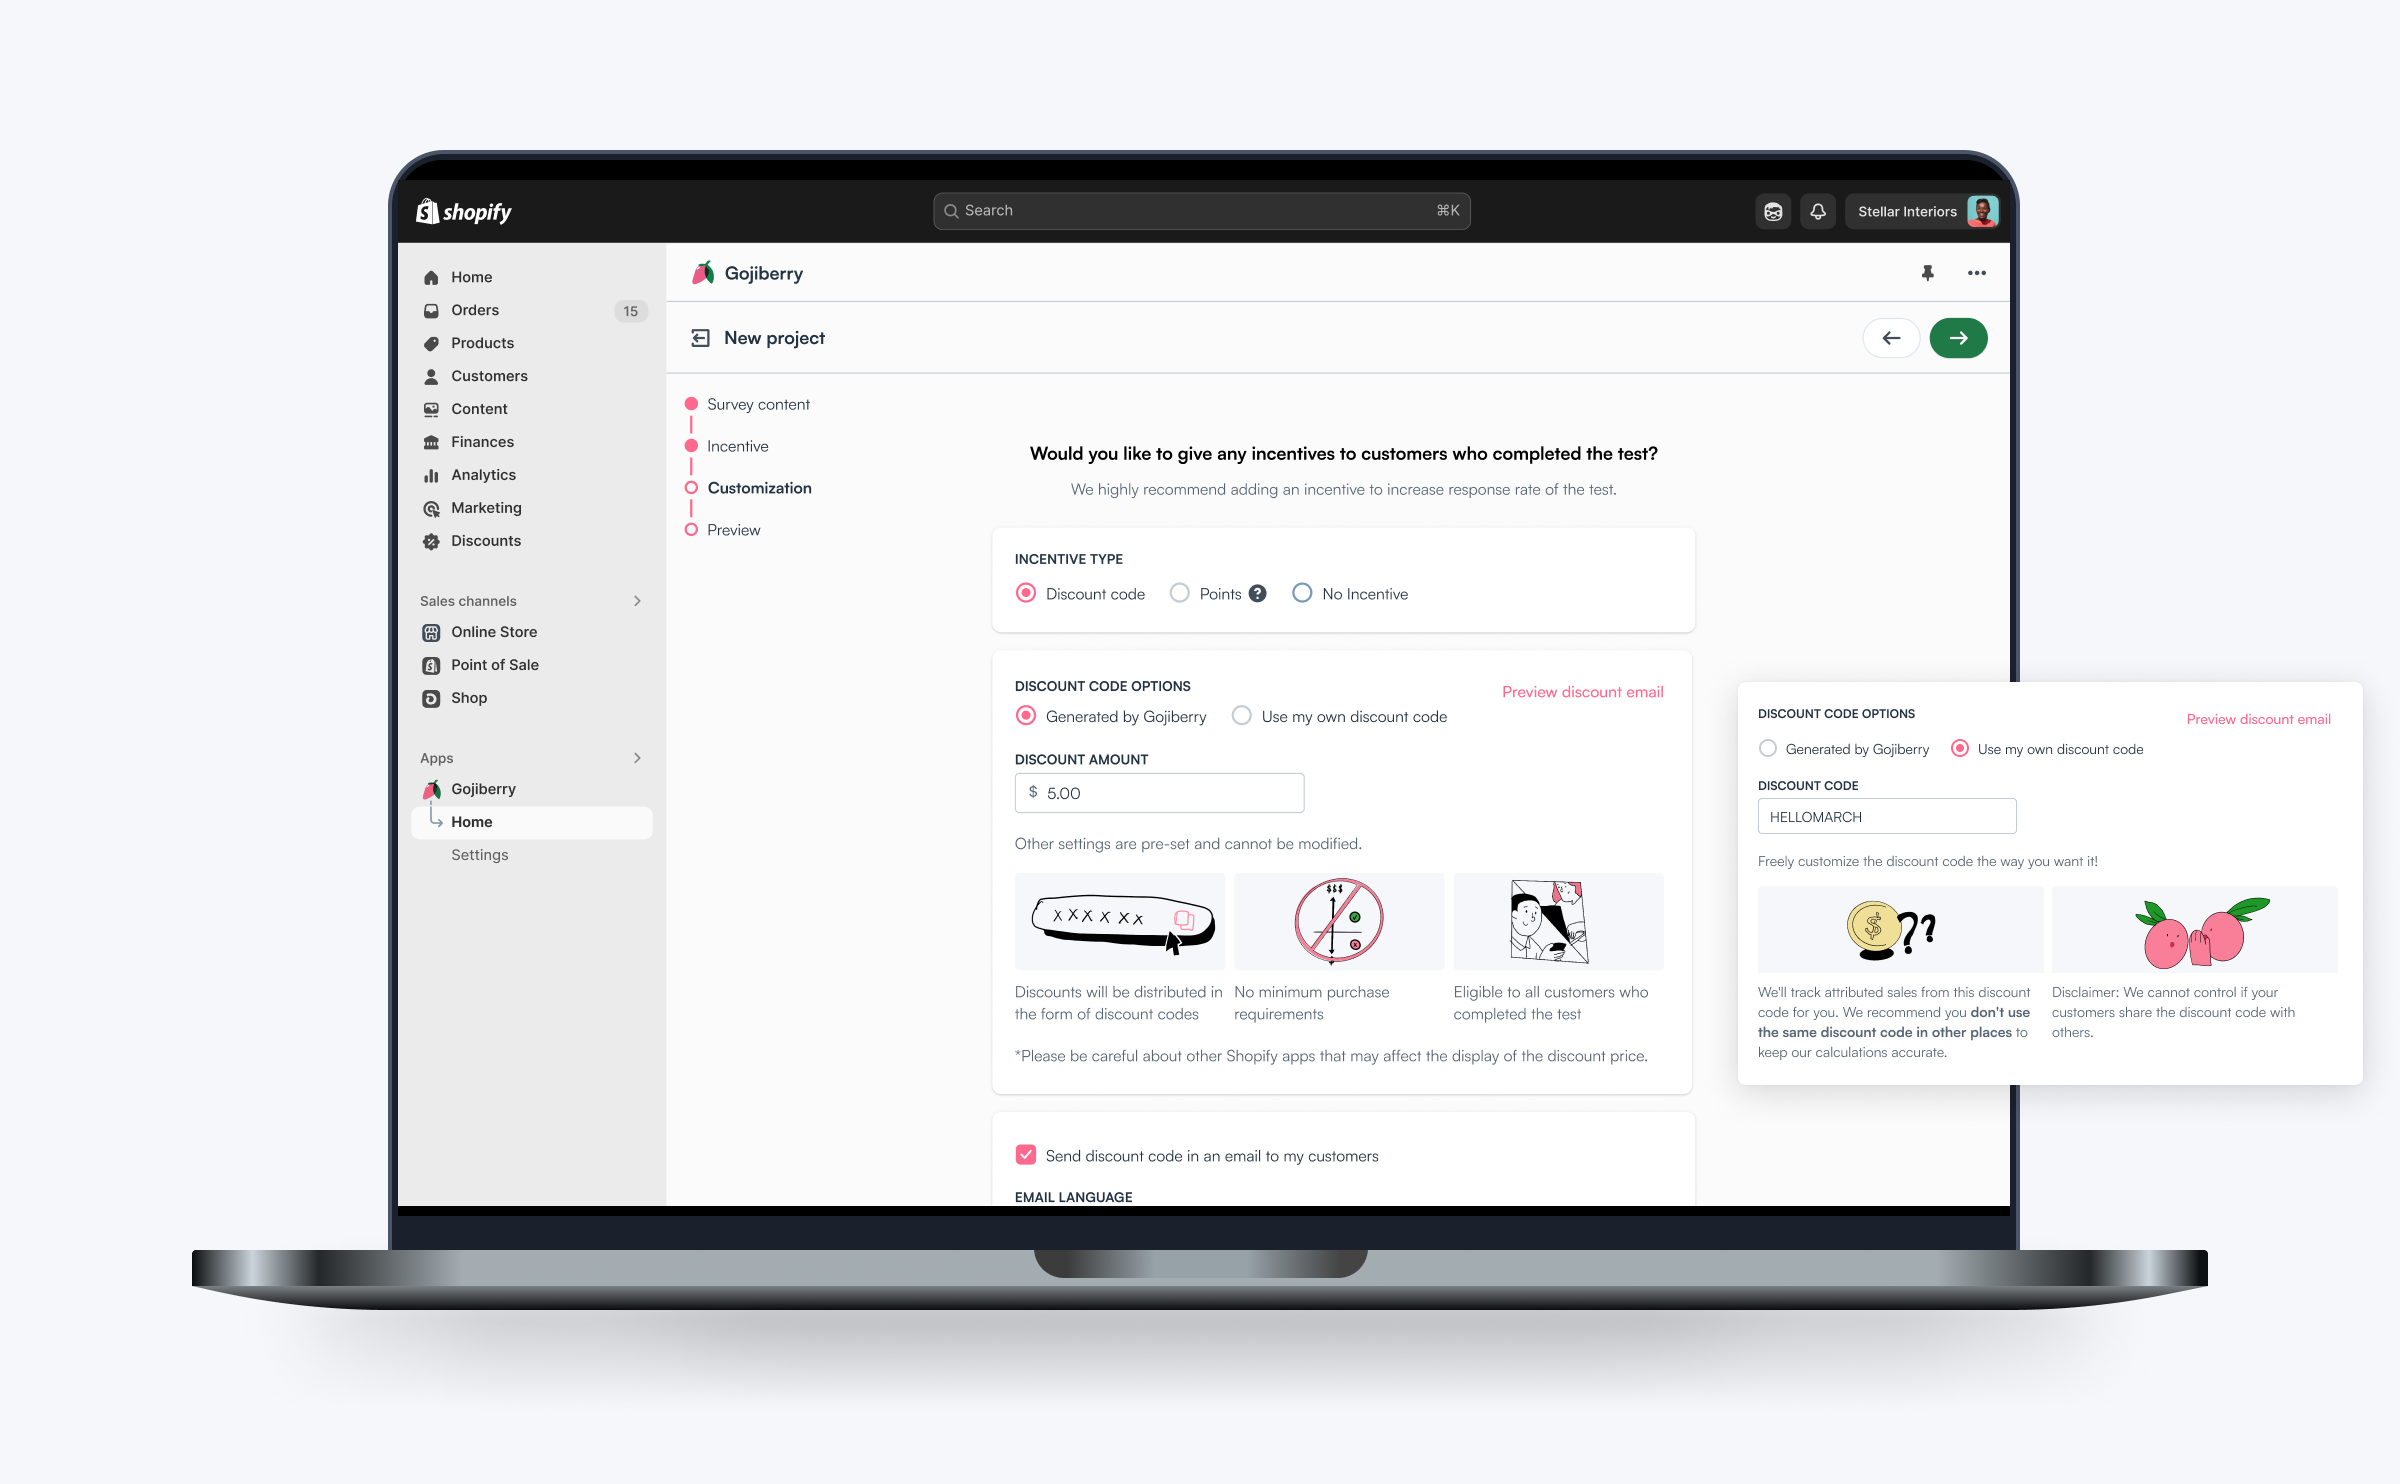 shopify
Search
⌘K
Stellar Interiors
Home
Orders
15
Products
Customers
Content
Finances
Analytics
Marketing
Discounts
Sales channels
Online Store
Point of Sale
Shop
Apps
Gojiberry
Home
Settings
Gojiberry
New project
Survey content
Incentive
Customization
Preview
Would you like to give any incentives to customers who completed the test?
We highly recommend adding an incentive to increase response rate of the test.
INCENTIVE TYPE
Discount code
Points ?
No Incentive
DISCOUNT CODE OPTIONS
Preview discount email
Generated by Gojiberry
Use my own discount code
DISCOUNT AMOUNT
$ 5.00
Other settings are pre-set and cannot be modified.
X X X X X X
$$$
Discounts will be distributed in
the form of discount codes
No minimum purchase
requirements
Eligible to all customers who
completed the test
*Please be careful about other Shopify apps that may affect the display of the discount price.
Send discount code in an email to my customers
EMAIL LANGUAGE
DISCOUNT CODE OPTIONS
Preview discount email
Generated by Gojiberry
Use my own discount code
DISCOUNT CODE
HELLOMARCH
Freely customize the discount code the way you want it!
$ ??
We'll track attributed sales from this discount
code for you. We recommend you don't use
the same discount code in other places to
keep our calculations accurate.
Disclaimer: We cannot control if your
customers share the discount code with
others.